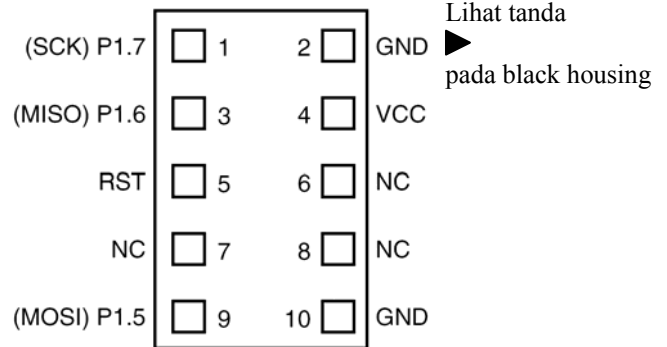 Lihat tanda
(SCK) P1.7 1 2 GND
pada black housing
(MISO) P1.6 3 4 VCC
RST 5 6 NC
NC 7 8 NC
(MOSI) P1.5 9 10 GND